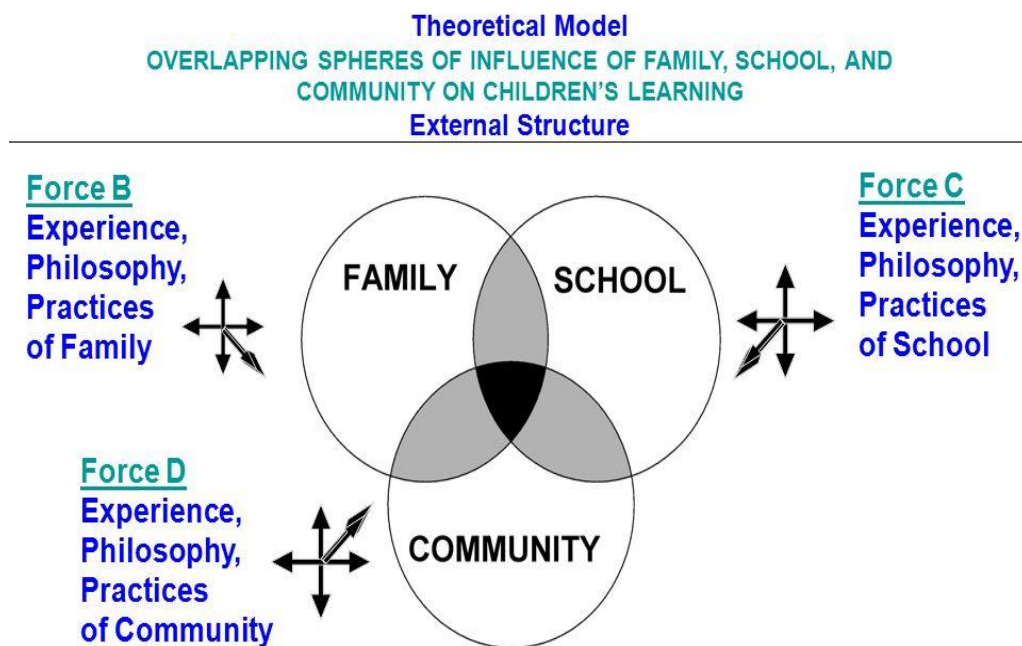 Theoretical Model
OVERLAPPING SPHERES OF INFLUENCE OF FAMILY, SCHOOL, AND
COMMUNITY ON CHILDREN’S LEARNING
External Structure
Force B
Experience,
Philosophy,
Practices
of Family
FAMILY
SCHOOL
Force C
Experience,
Philosophy,
Practices
of School
Force D
Experience,
Philosophy,
Practices
of Community
COMMUNITY